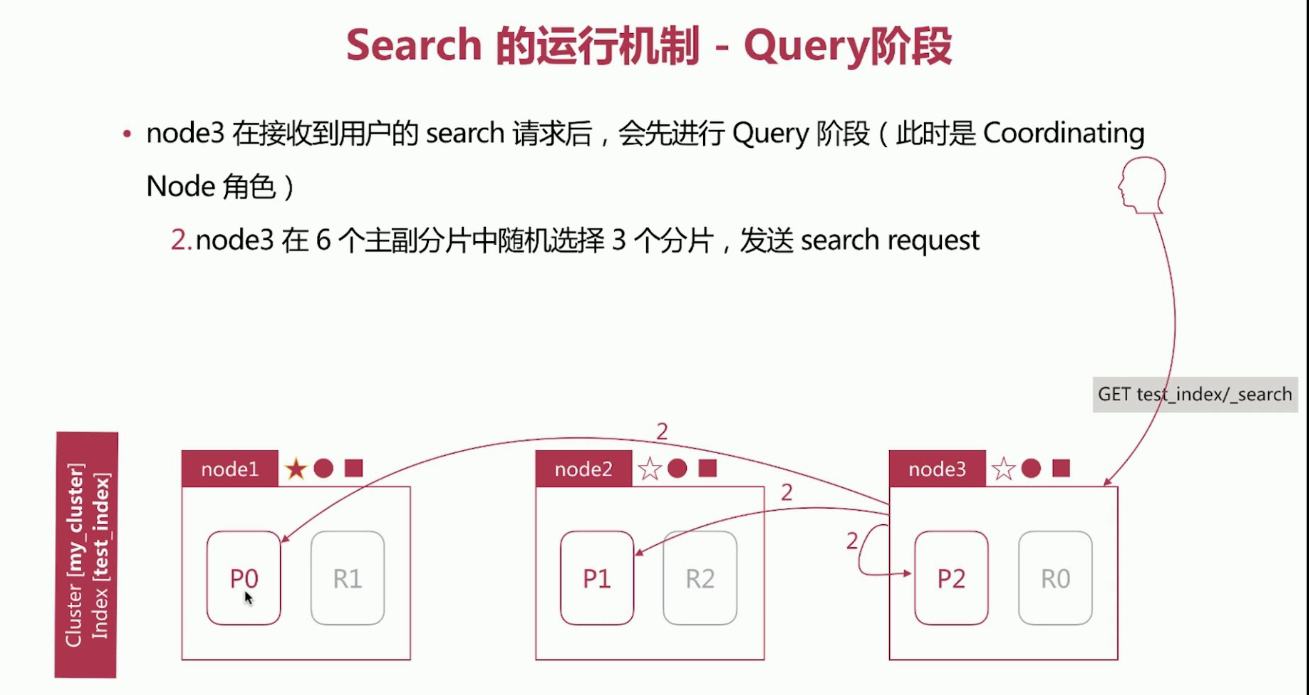 Search 的运行机制 - Query阶段
• node3 在接收到用户的 search 请求后，会先进行 Query 阶段（此时是 Coordinating
Node 角色）
2.node3 在 6 个主副分片中随机选择 3 个分片，发送 search request
GET test_index/_search
Cluster [my_cluster]
Index [test_index]
2
2
2
node1
node2
node3
P0
R1
P1
R2
P2
R0